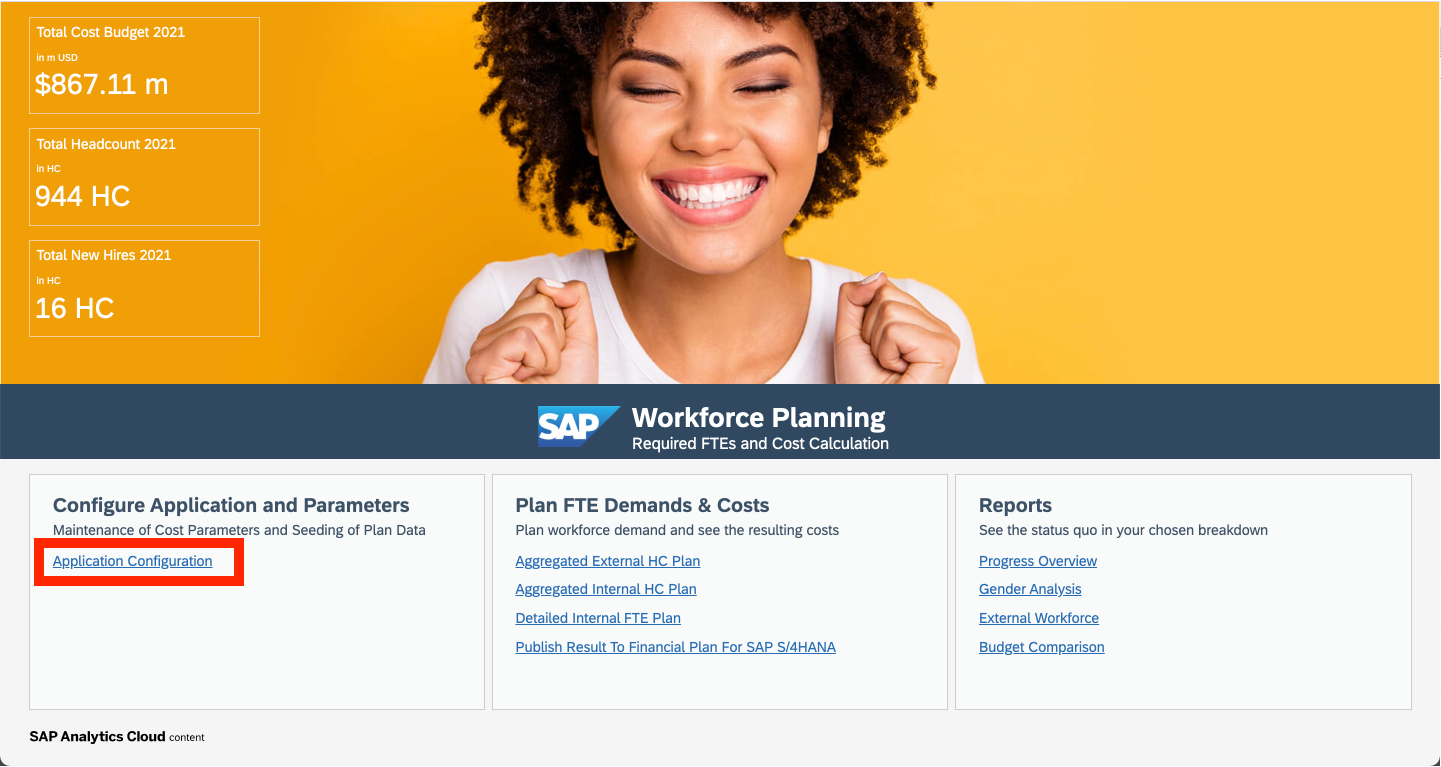 Total Cost Budget 2021
in m USD
$867.11 m
Total Headcount 2021
in HC
944 HC
Total New Hires 2021
in HC
16 HC
SAP
Workforce Planning
Required FTEs and Cost Calculation
Configure Application and Parameters
Maintenance of Cost Parameters and Seeding of Plan Data
Application Configuration
Plan FTE Demands & Costs
Plan workforce demand and see the resulting costs
Aggregated External HC Plan
Aggregated Internal HC Plan
Detailed Internal FTE Plan
Publish Result To Financial Plan For SAP S/4HANA
Reports
See the status quo in your chosen breakdown
Progress Overview
Gender Analysis
External Workforce
Budget Comparison
SAP Analytics Cloud content